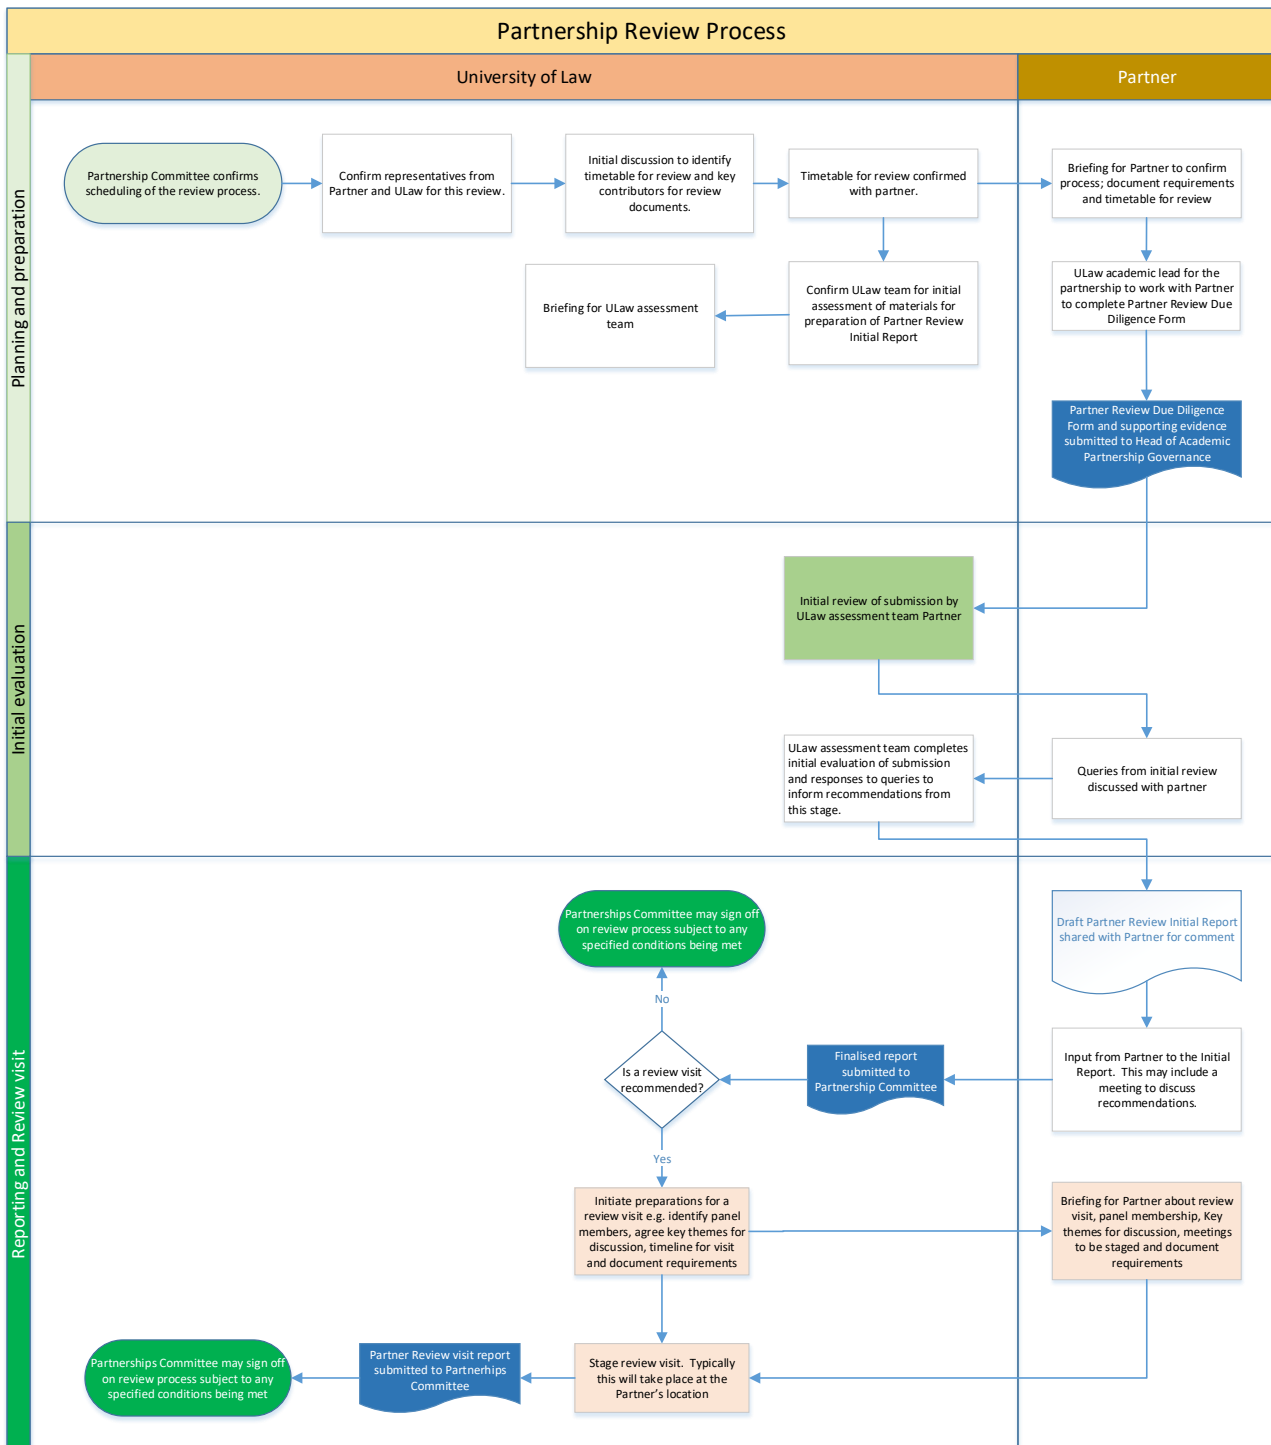 Partnership Review Process
University of Law
Partner
Planning and preparation
Partnership Committee confirms
scheduling of the review process.
Confirm representatives from
Partner and ULaw for this review.
Initial discussion to identify
timetable for review and key
contributors for review
documents.
Timetable for review confirmed
with partner.
Briefing for Partner to confirm
process; document requirements
and timetable for review
Briefing for ULaw assessment
team
Confirm ULaw team for initial
assessment of materials for
preparation of Partner Review
Initial Report
ULaw academic lead for the
partnership to work with Partner
to complete Partner Review Due
Diligence Form
Partner Review Due Diligence
Form and supporting evidence
submitted to Head of Academic
Partnership Governance
Initial evaluation
Initial review of submission by
ULaw assessment team Partner
ULaw assessment team completes
initial evaluation of submission
and responses to queries to
inform recommendations from
this stage.
Queries from initial review
discussed with partner
Reporting and Review visit
Partnerships Committee may sign off
on review process subject to any
specified conditions being met
Draft Partner Review Initial Report
shared with Partner for comment
No
Is a review visit
recommended?
Finalised report
submitted to
Partnership Committee
Input from Partner to the Initial
Report. This may include a
meeting to discuss
recommendations.
Yes
Initiate preparations for a
review visit e.g. identify panel
members, agree key themes for
discussion, timeline for visit
and document requirements
Briefing for Partner about review
visit, panel membership, Key
themes for discussion, meetings
to be staged and document
requirements
Partnerships Committee may sign off
on review process subject to any
specified conditions being met
Partner Review visit report
submitted to Partnerhips
Committee
Stage review visit. Typically
this will take place at the
Partner's location